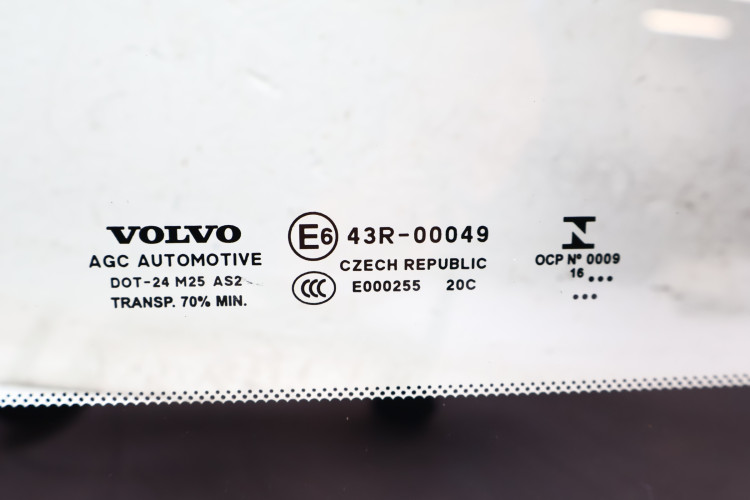 VOLVO
AGC AUTOMOTIVE
DOT-24 M25 AS2
TRANSP. 70% MIN.
E6 43R-00049
CZECH REPUBLIC
CCC E000255 20C
N
OCP Nº 0009
16 •••
•••